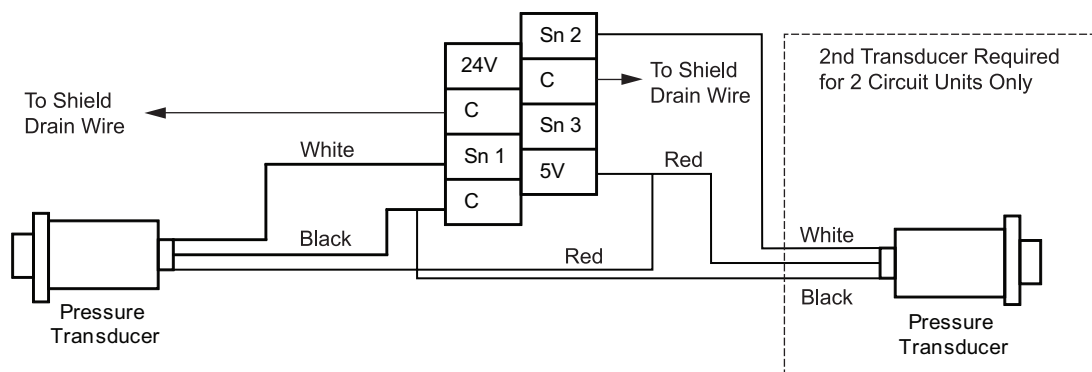 Sn 2
24V
C
To Shield
Drain Wire
2nd Transducer Required
for 2 Circuit Units Only
To Shield
Drain Wire
C
Sn 3
White
Sn 1
5V
Red
C
Black
Red
White
Black
Pressure
Transducer
Pressure
Transducer